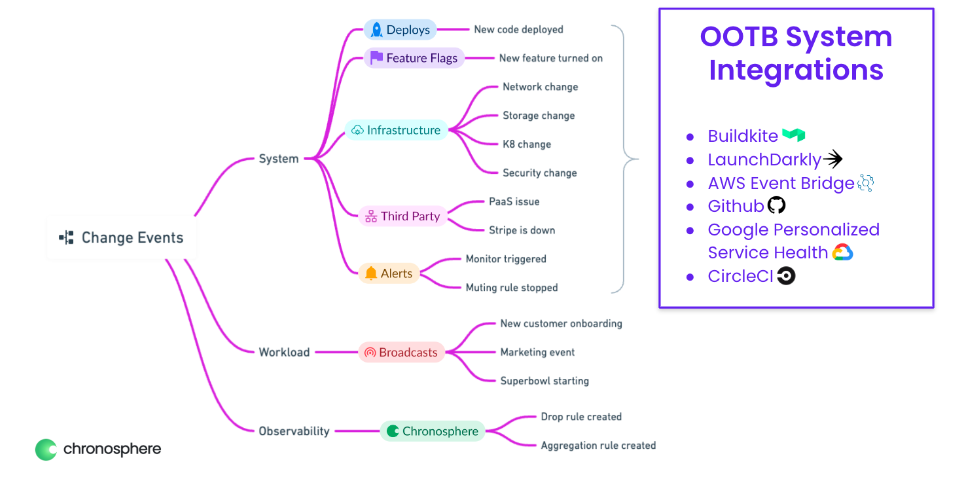 Change Events
System
Deploys
New code deployed
Feature Flags
New feature turned on
Infrastructure
Network change
Storage change
K8 change
Security change
Third Party
PaaS issue
Stripe is down
Alerts
Monitor triggered
Muting rule stopped
Workload
Broadcasts
New customer onboarding
Marketing event
Superbowl starting
Observability
Chronosphere
Drop rule created
Aggregation rule created
OOTB System
Integrations
Buildkite
LaunchDarkly
AWS Event Bridge
Github
Google Personalized
Service Health
CircleCI
chronosphere